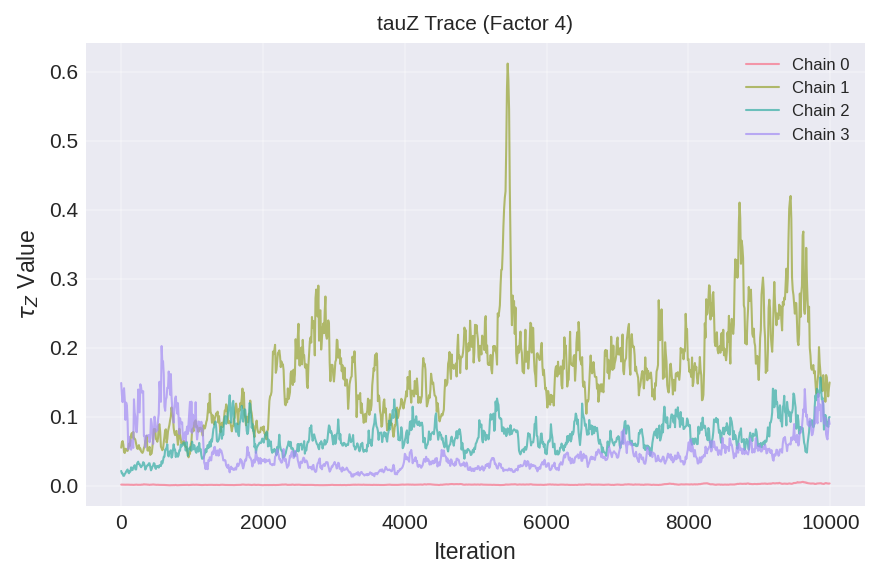 tauZ Trace (Factor 4)
Chain 0
Chain 1
Chain 2
Chain 3
0.6
0.5
0.4
0.3
0.2
0.1
0.0
τZ Value
0 2000 4000 6000 8000 10000
Iteration